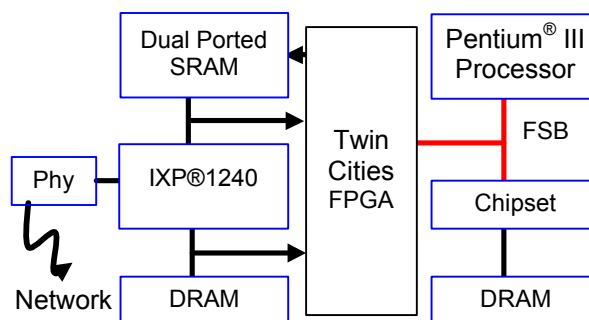 Dual Ported
SRAM
Pentium® III
Processor
Twin
Cities
FPGA
FSB
Phy
IXP®1240
Chipset
Network
DRAM
DRAM